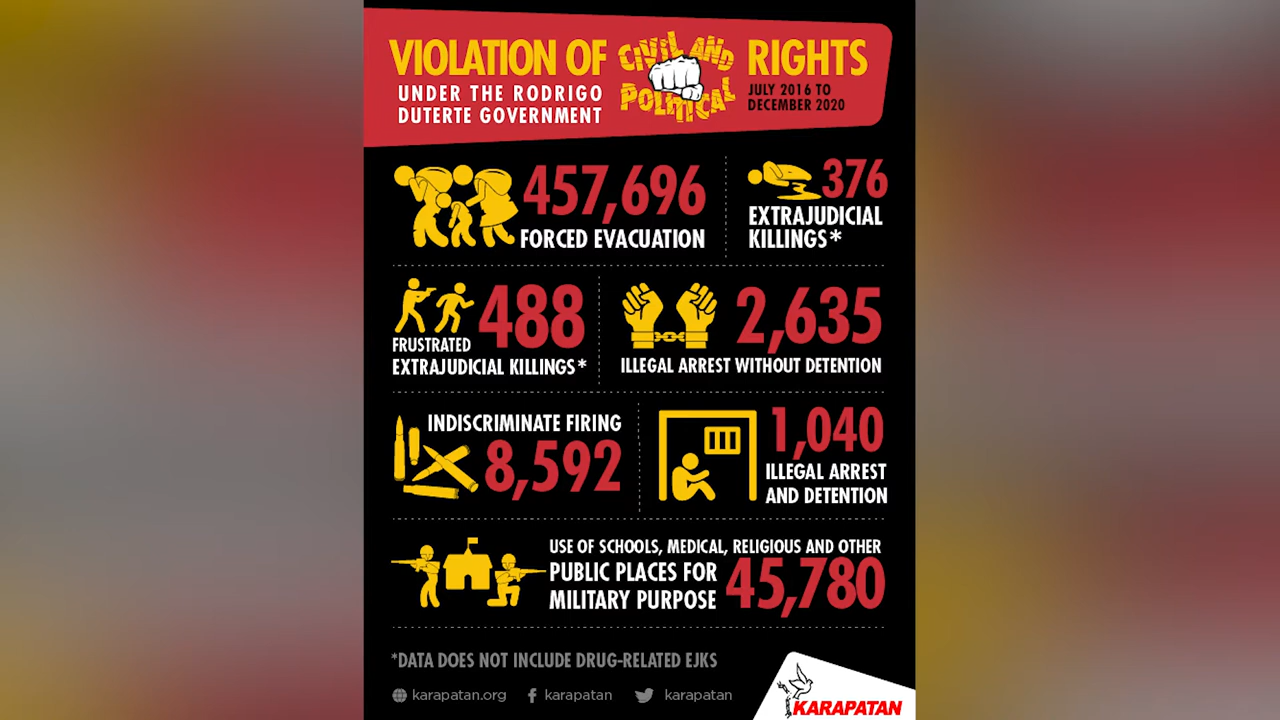 VIOLATION OF CIVIL AND POLITICAL RIGHTS
UNDER THE RODRIGO
DUTERTE GOVERNMENT
JULY 2016 TO
DECEMBER 2020
457,696
FORCED EVACUATION
376
EXTRAJUDICIAL
KILLINGS*
488
FRUSTRATED
EXTRAJUDICIAL KILLINGS*
2,635
ILLEGAL ARREST WITHOUT DETENTION
INDISCRIMINATE FIRING
8,592
1,040
ILLEGAL ARREST
AND DETENTION
USE OF SCHOOLS, MEDICAL, RELIGIOUS AND OTHER
PUBLIC PLACES FOR
MILITARY PURPOSE
45,780
*DATA DOES NOT INCLUDE DRUG-RELATED EJKS
karapatan.org karapatan karapatan
KARAPATAN